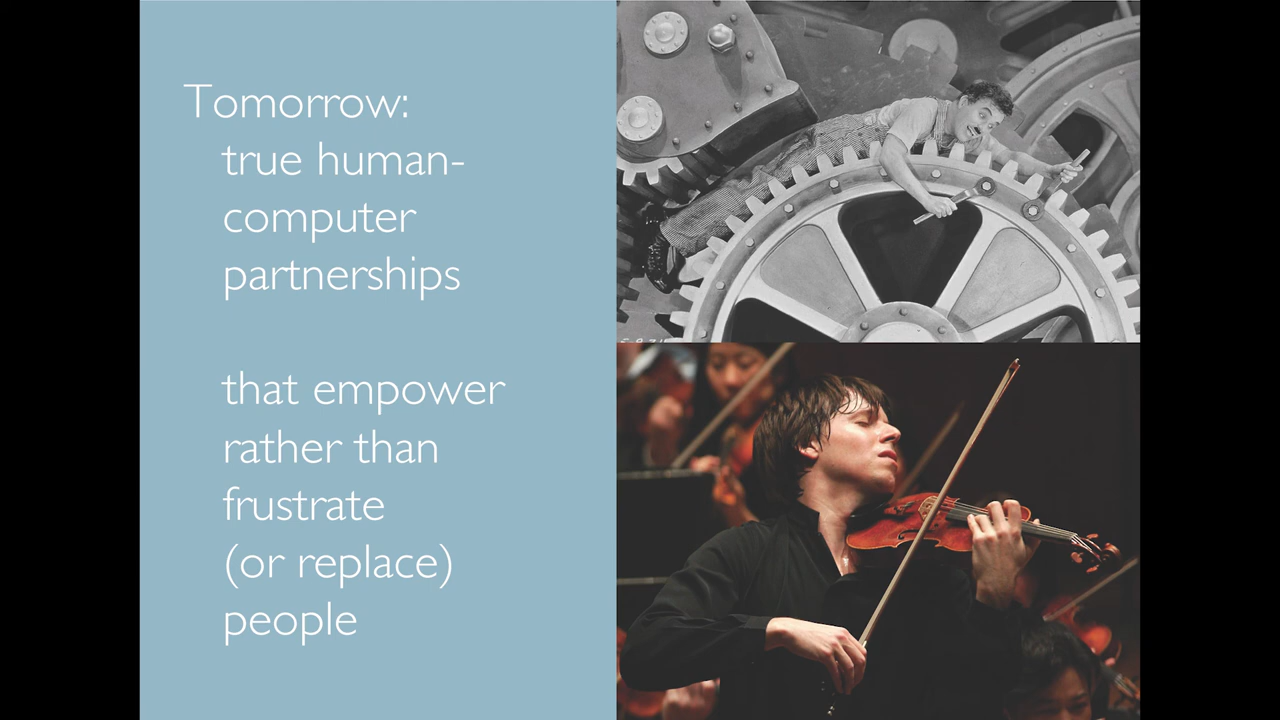 Tomorrow:
true human-
computer
partnerships
that empower
rather than
frustrate
(or replace)
people